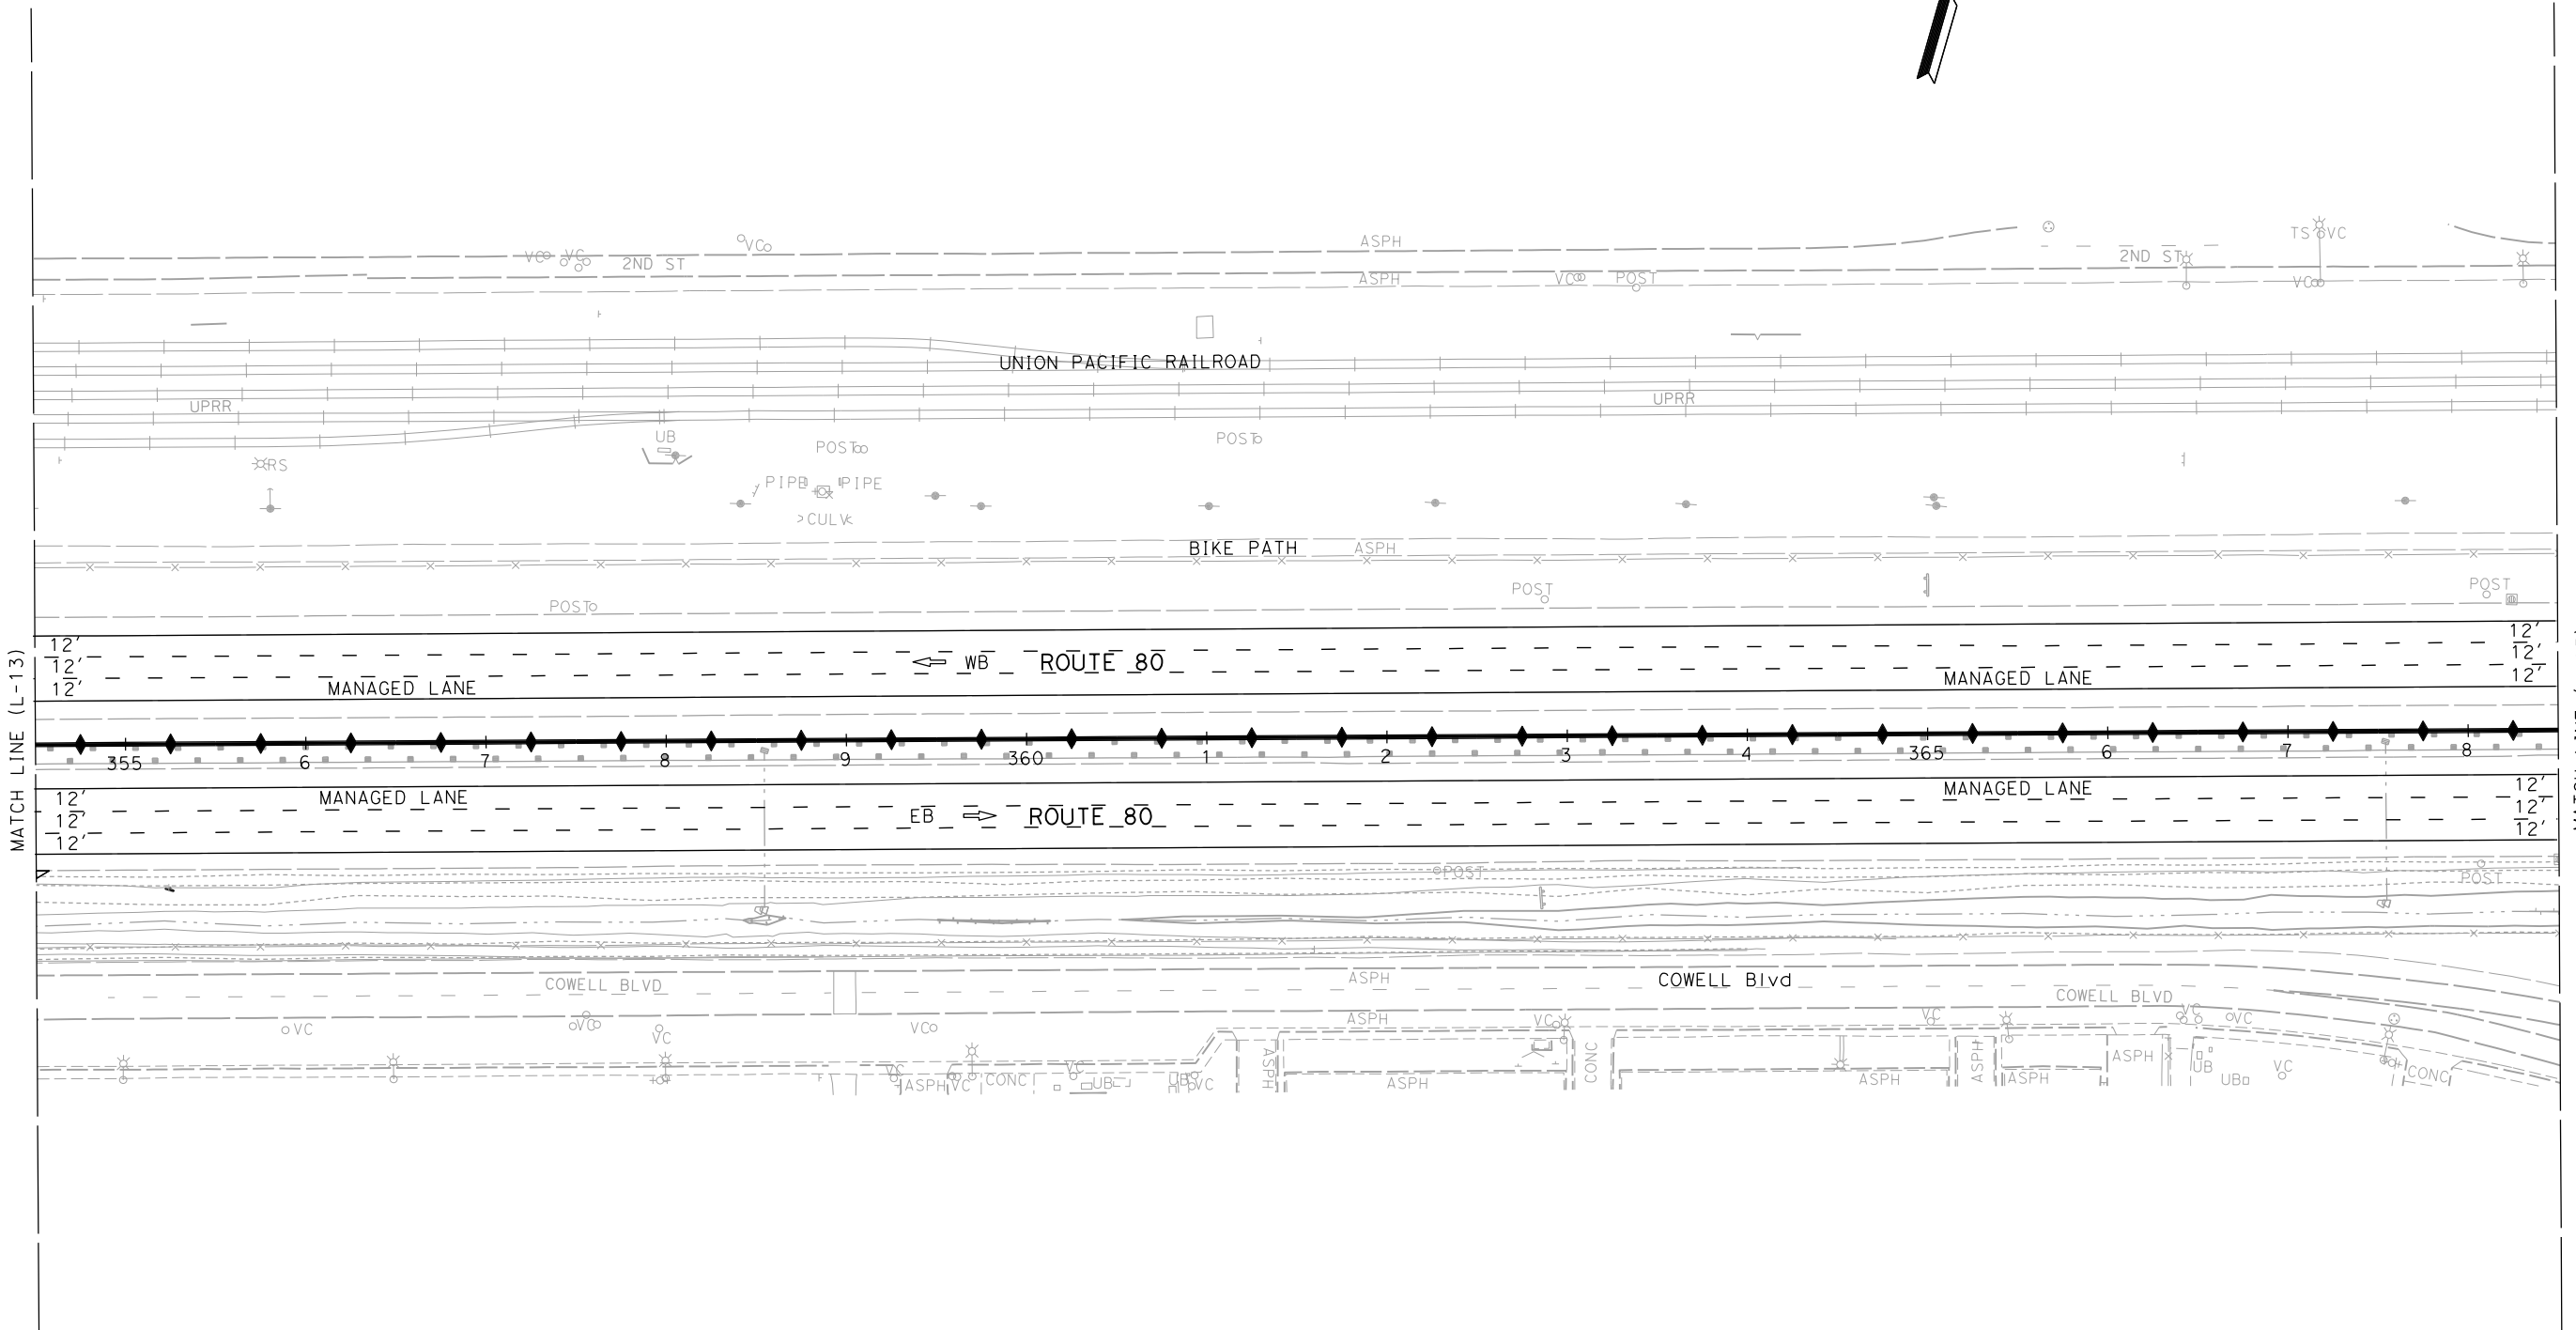 VC VC
2ND ST
VC
ASPH
ASPH
VC POST
2ND ST
TS VC
VC
UNION PACIFIC RAILROAD
UPRR
UPRR
UB
RS
POST
POST
PIPE PIPE
CULV
BIKE PATH ASPH
POST
POST
POST
MATCH LINE (L-13)
12'
12'
12'
MANAGED LANE
WB ROUTE 80
MANAGED LANE
12'
12'
12'
355 6 7 8 9 360 1 2 3 4 365 6 7 8
12'
12'
12'
MANAGED LANE
EB ROUTE 80
MANAGED LANE
12'
12'
12'
POST
POST
COWELL BLVD
ASPH
COWELL Blvd
COWELL BLVD
VC
VC
VC
VC
ASPH
VC
VC
VC
VC
VC
ASPH VC
CONC
VC
UB
UB
VC
ASPH
ASPH
CONC
ASPH
ASPH
ASPH
ASPH
UB
UB
VC
CONC